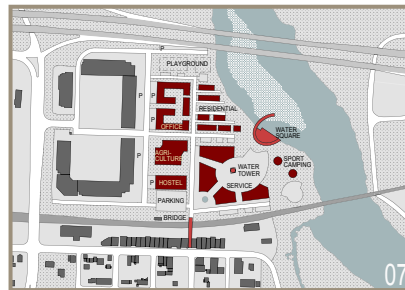 P
PLAYGROUND
P
RESIDENTIAL
P
OFFICE
WATER
SQUARE
P
AGRI-
CULTURE
SPORT
CAMPING
WATER
TOWER
P
HOSTEL
SERVICE
PARKING
BRIDGE
07